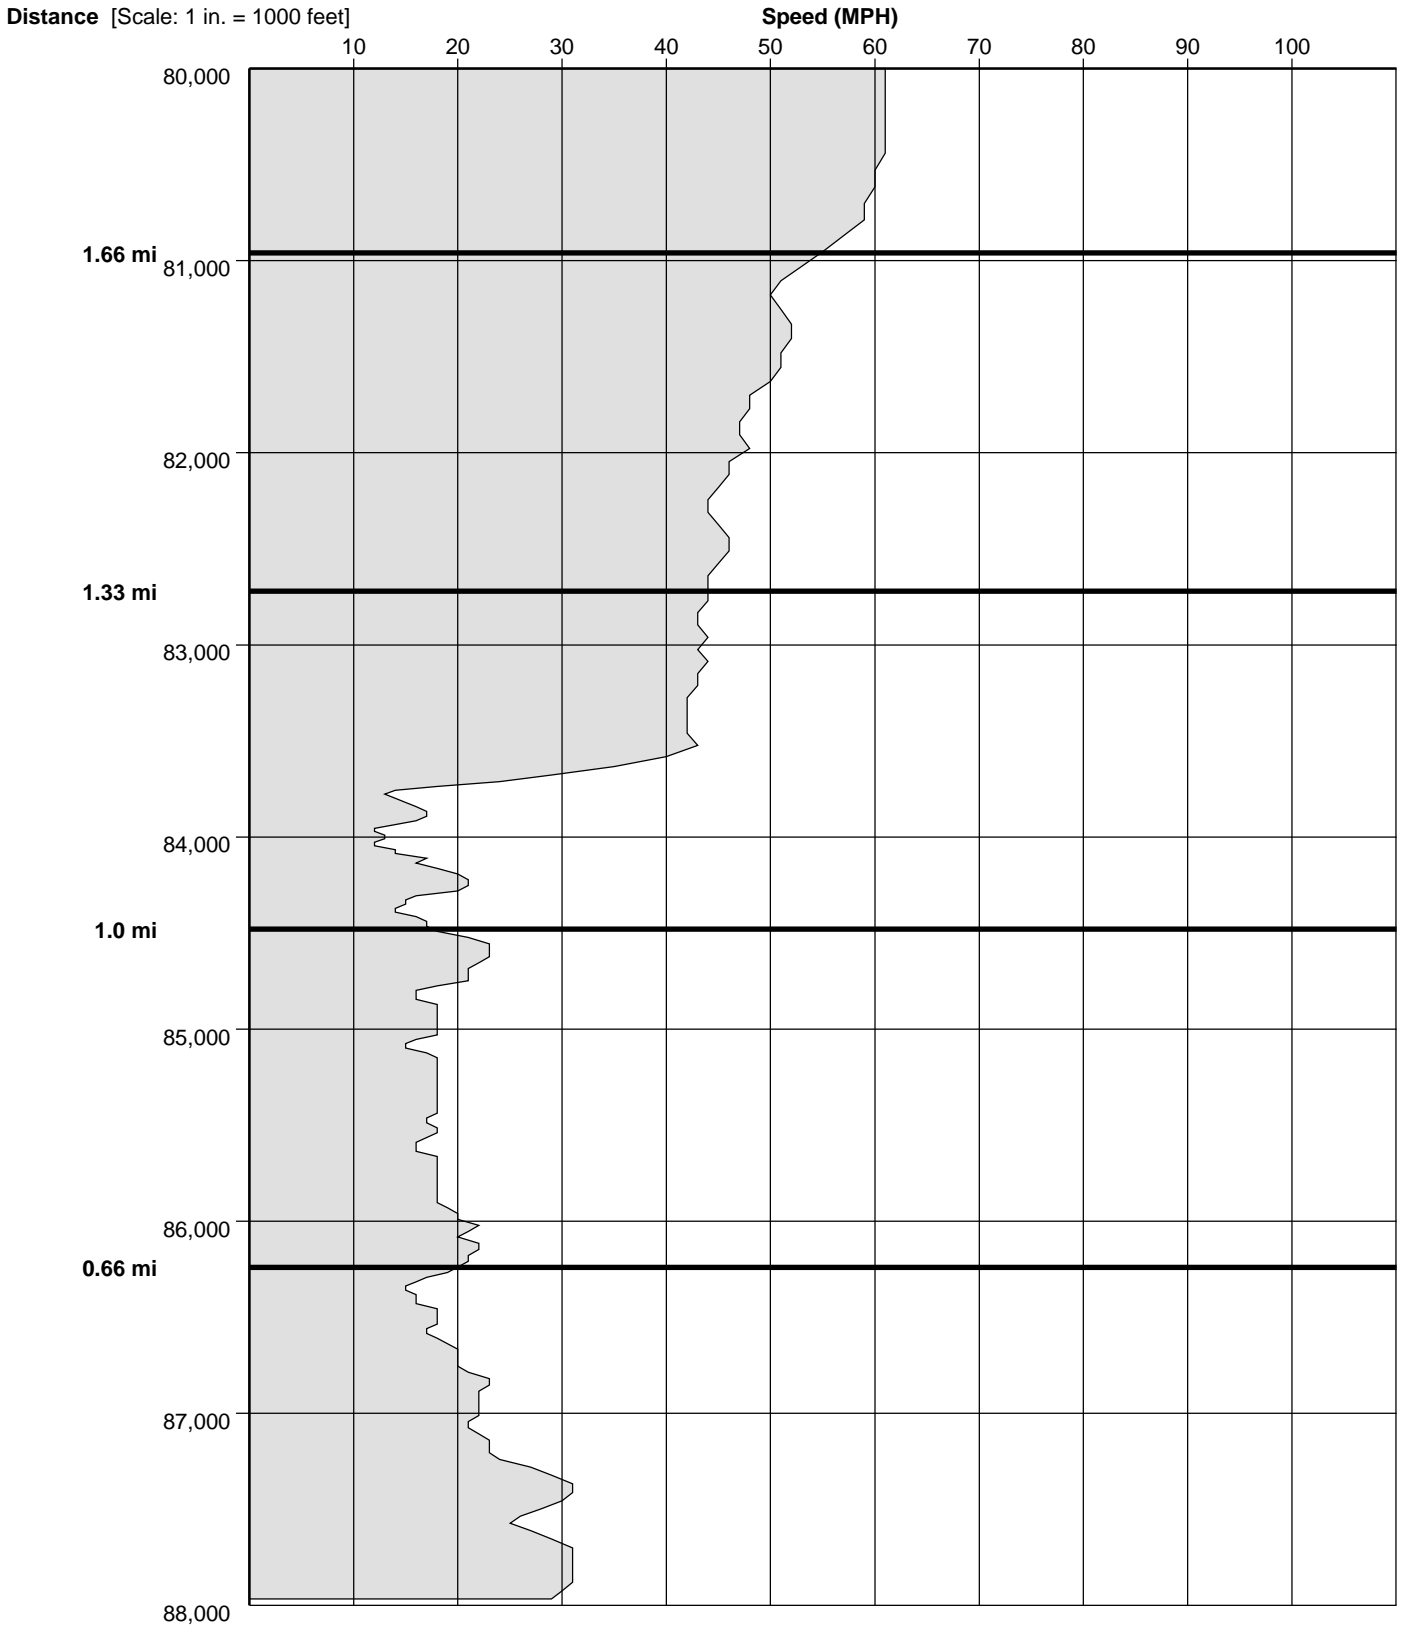 Distance [Scale: 1 in. = 1000 feet] Speed (MPH)
10 20 30 40 50 60 70 80 90 100
80,000
1.66 mi
81,000
82,000
1.33 mi
83,000
84,000
1.0 mi
85,000
86,000
0.66 mi
87,000
88,000